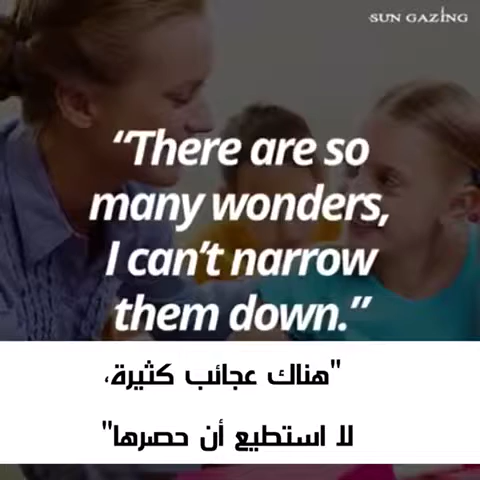 SUN GAZING
“There are so
many wonders,
I can’t narrow
them down.”
"هناك عجائب كثيرة،
لا استطيع أن حصرها"